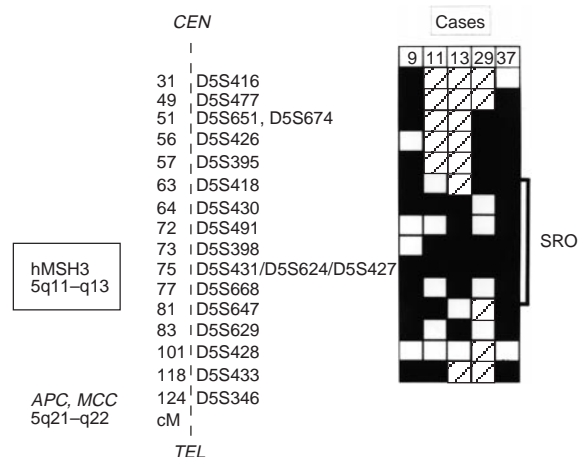 CEN
Cases
9 11 13 29 37
31 D5S416
49 D5S477
51 D5S651, D5S674
56 D5S426
57 D5S395
63 D5S418
64 D5S430
72 D5S491
73 D5S398
75 D5S431/D5S624/D5S427
77 D5S668
81 D5S647
83 D5S629
101 D5S428
118 D5S433
124 D5S346
cM
TEL
hMSH3
5q11–q13
APC, MCC
5q21–q22
SRO